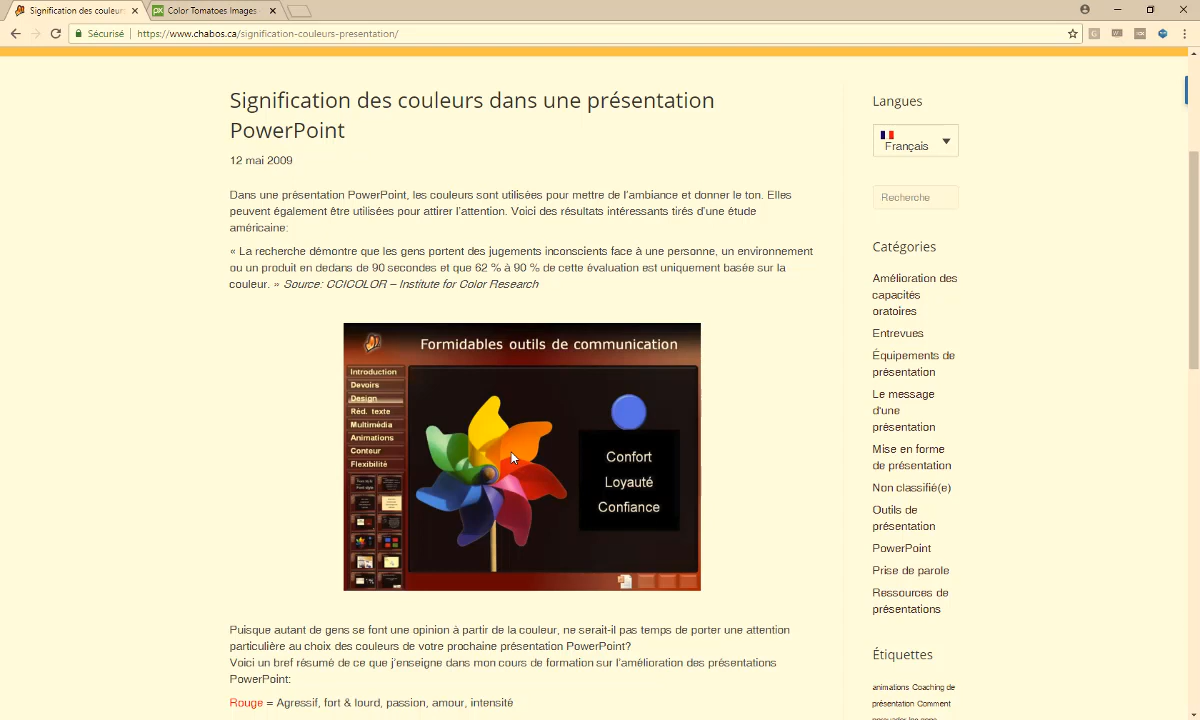 Signification des couleurs
Color Tomatoes Images
Sécurisé
https://www.chabos.ca/signification-couleurs-presentation/
Signification des couleurs dans une présentation
PowerPoint
12 mai 2009
Dans une présentation PowerPoint, les couleurs sont utilisées pour mettre de l'ambiance et donner le ton. Elles
peuvent également être utilisées pour attirer l'attention. Voici des résultats intéressants tirés d'une étude
américaine:
« La recherche démontre que les gens portent des jugements inconscients face à une personne, un environnement
ou un produit en dedans de 90 secondes et que 62 % à 90 % de cette évaluation est uniquement basée sur la
couleur. » Source: CCICOLOR – Institute for Color Research
Formidables outils de communication
Introduction
Devoirs
Design
Réd. texte
Multimédia
Animations
Conteur
Flexibilité
Confort
Loyauté
Confiance
Puisque autant de gens se font une opinion à partir de la couleur, ne serait-il pas temps de porter une attention
particulière au choix des couleurs de votre prochaine présentation PowerPoint?
Voici un bref résumé de ce que j'enseigne dans mon cours de formation sur l'amélioration des présentations
PowerPoint:
Rouge = Agressif, fort & lourd, passion, amour, intensité
Langues
Français
Recherche
Catégories
Amélioration des
capacités
oratoires
Entrevues
Équipements de
présentation
Le message
d'une
présentation
Mise en forme
de présentation
Non classifié(e)
Outils de
présentation
PowerPoint
Prise de parole
Ressources de
présentations
Étiquettes
animations Coaching de
présentation Comment